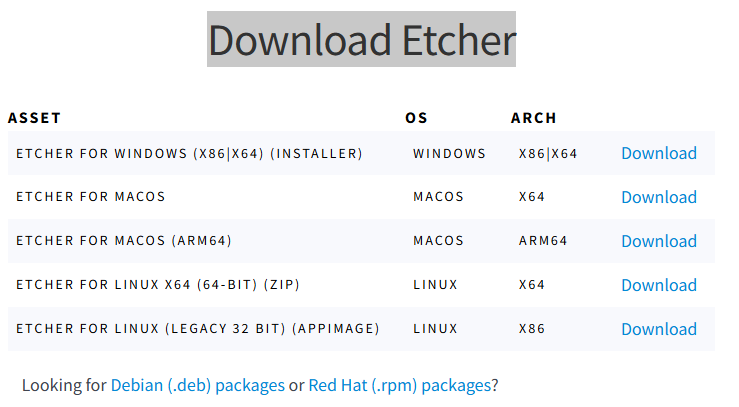 Download Etcher
ASSET OS ARCH
ETCHER FOR WINDOWS (X86|X64) (INSTALLER) WINDOWS X86|X64 Download
ETCHER FOR MACOS MACOS X64 Download
ETCHER FOR MACOS (ARM64) MACOS ARM64 Download
ETCHER FOR LINUX X64 (64-BIT) (ZIP) LINUX X64 Download
ETCHER FOR LINUX (LEGACY 32 BIT) (APPIMAGE) LINUX X86 Download
Looking for Debian (.deb) packages or Red Hat (.rpm) packages?